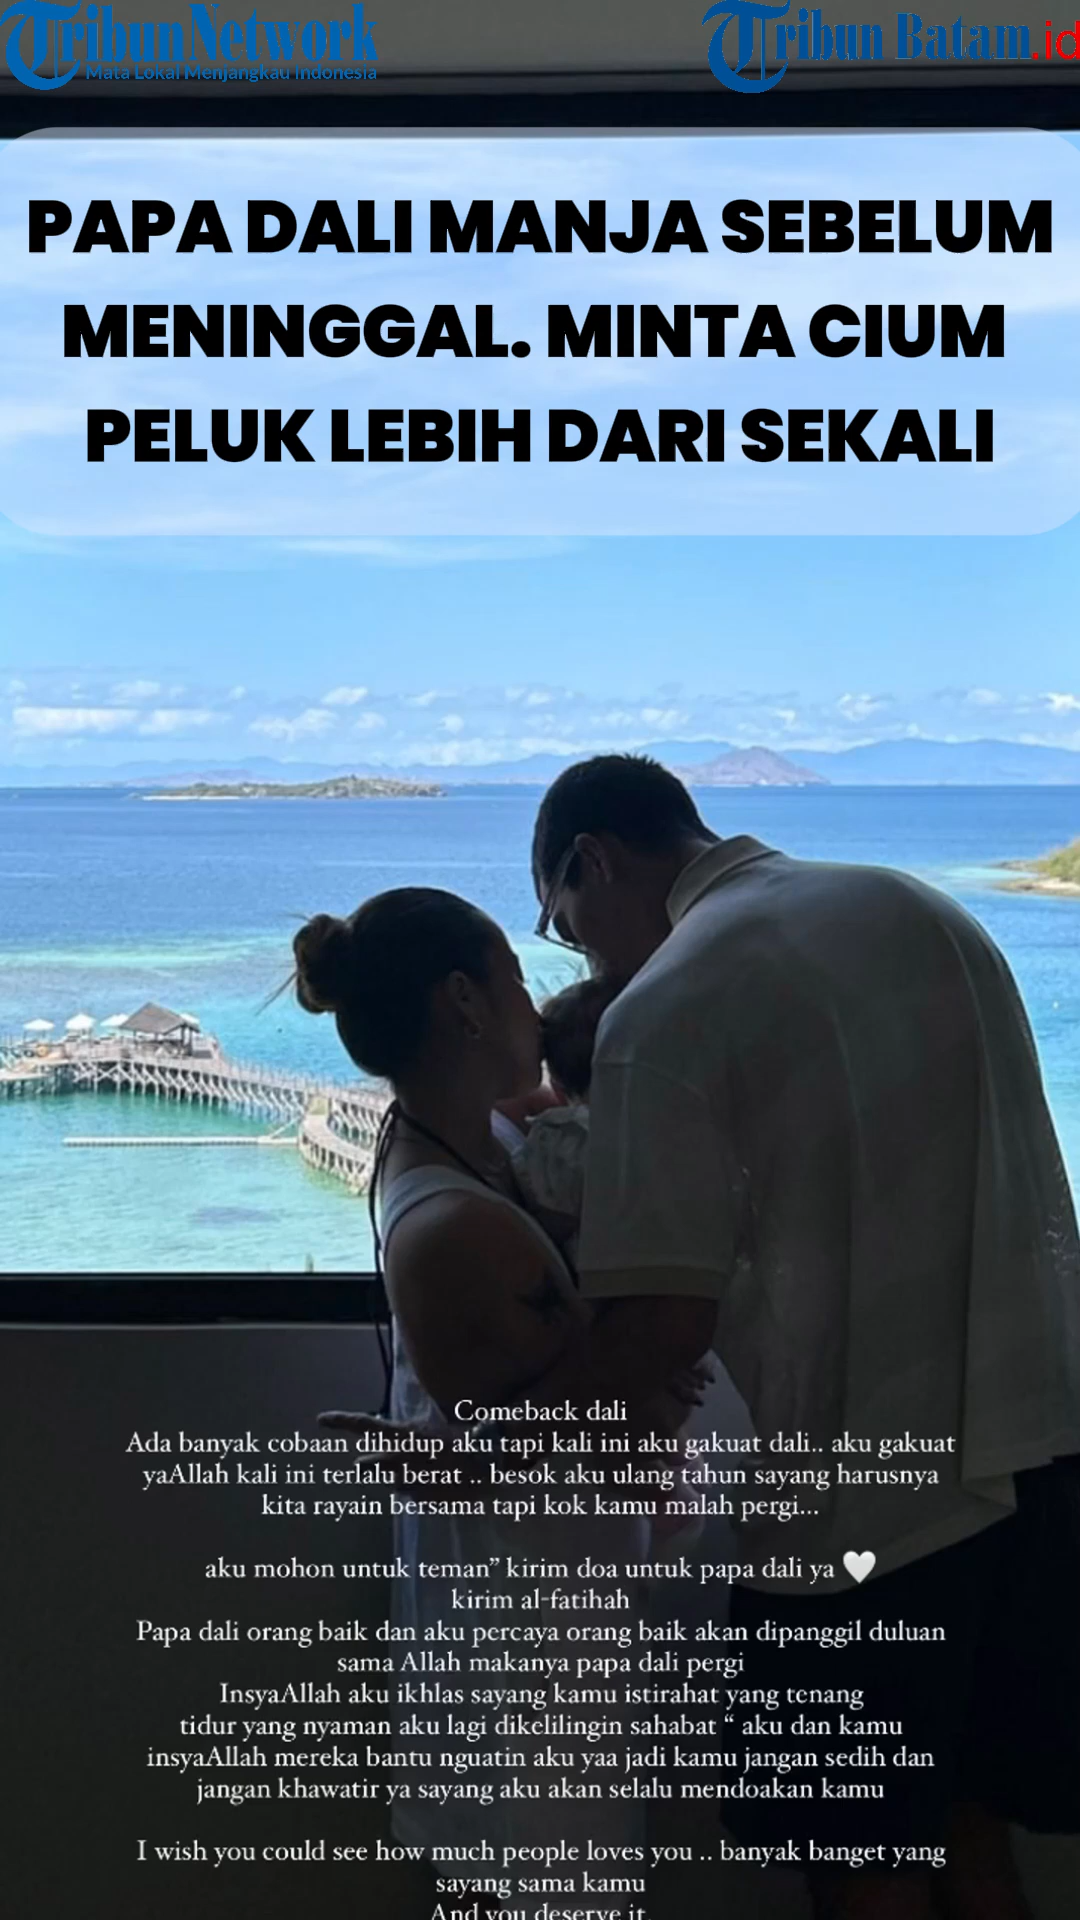 TribunNetwork
Mata Lokal Menjangkau Indonesia
Tribun Batam.id
PAPA DALI MANJA SEBELUM
MENINGGAL. MINTA CIUM
PELUK LEBIH DARI SEKALI
Comeback dali
Ada banyak cobaan dihidup aku tapi kali ini aku gakuat dali.. aku gakuat
yaAllah kali ini terlalu berat .. besok aku ulang tahun sayang harusnya
kita rayain bersama tapi kok kamu malah pergi...
aku mohon untuk teman” kirim doa untuk papa dali ya 🤍
kirim al-fatihah
Papa dali orang baik dan aku percaya orang baik akan dipanggil duluan
sama Allah makanya papa dali pergi
InsyaAllah aku ikhlas sayang kamu istirahat yang tenang
tidur yang nyaman aku lagi dikelilingin sahabat “ aku dan kamu
insyaAllah mereka bantu nguatin aku yaa jadi kamu jangan sedih dan
jangan khawatir ya sayang aku akan selalu mendoakan kamu
I wish you could see how much people loves you .. banyak banget yang
sayang sama kamu
And you deserve it.